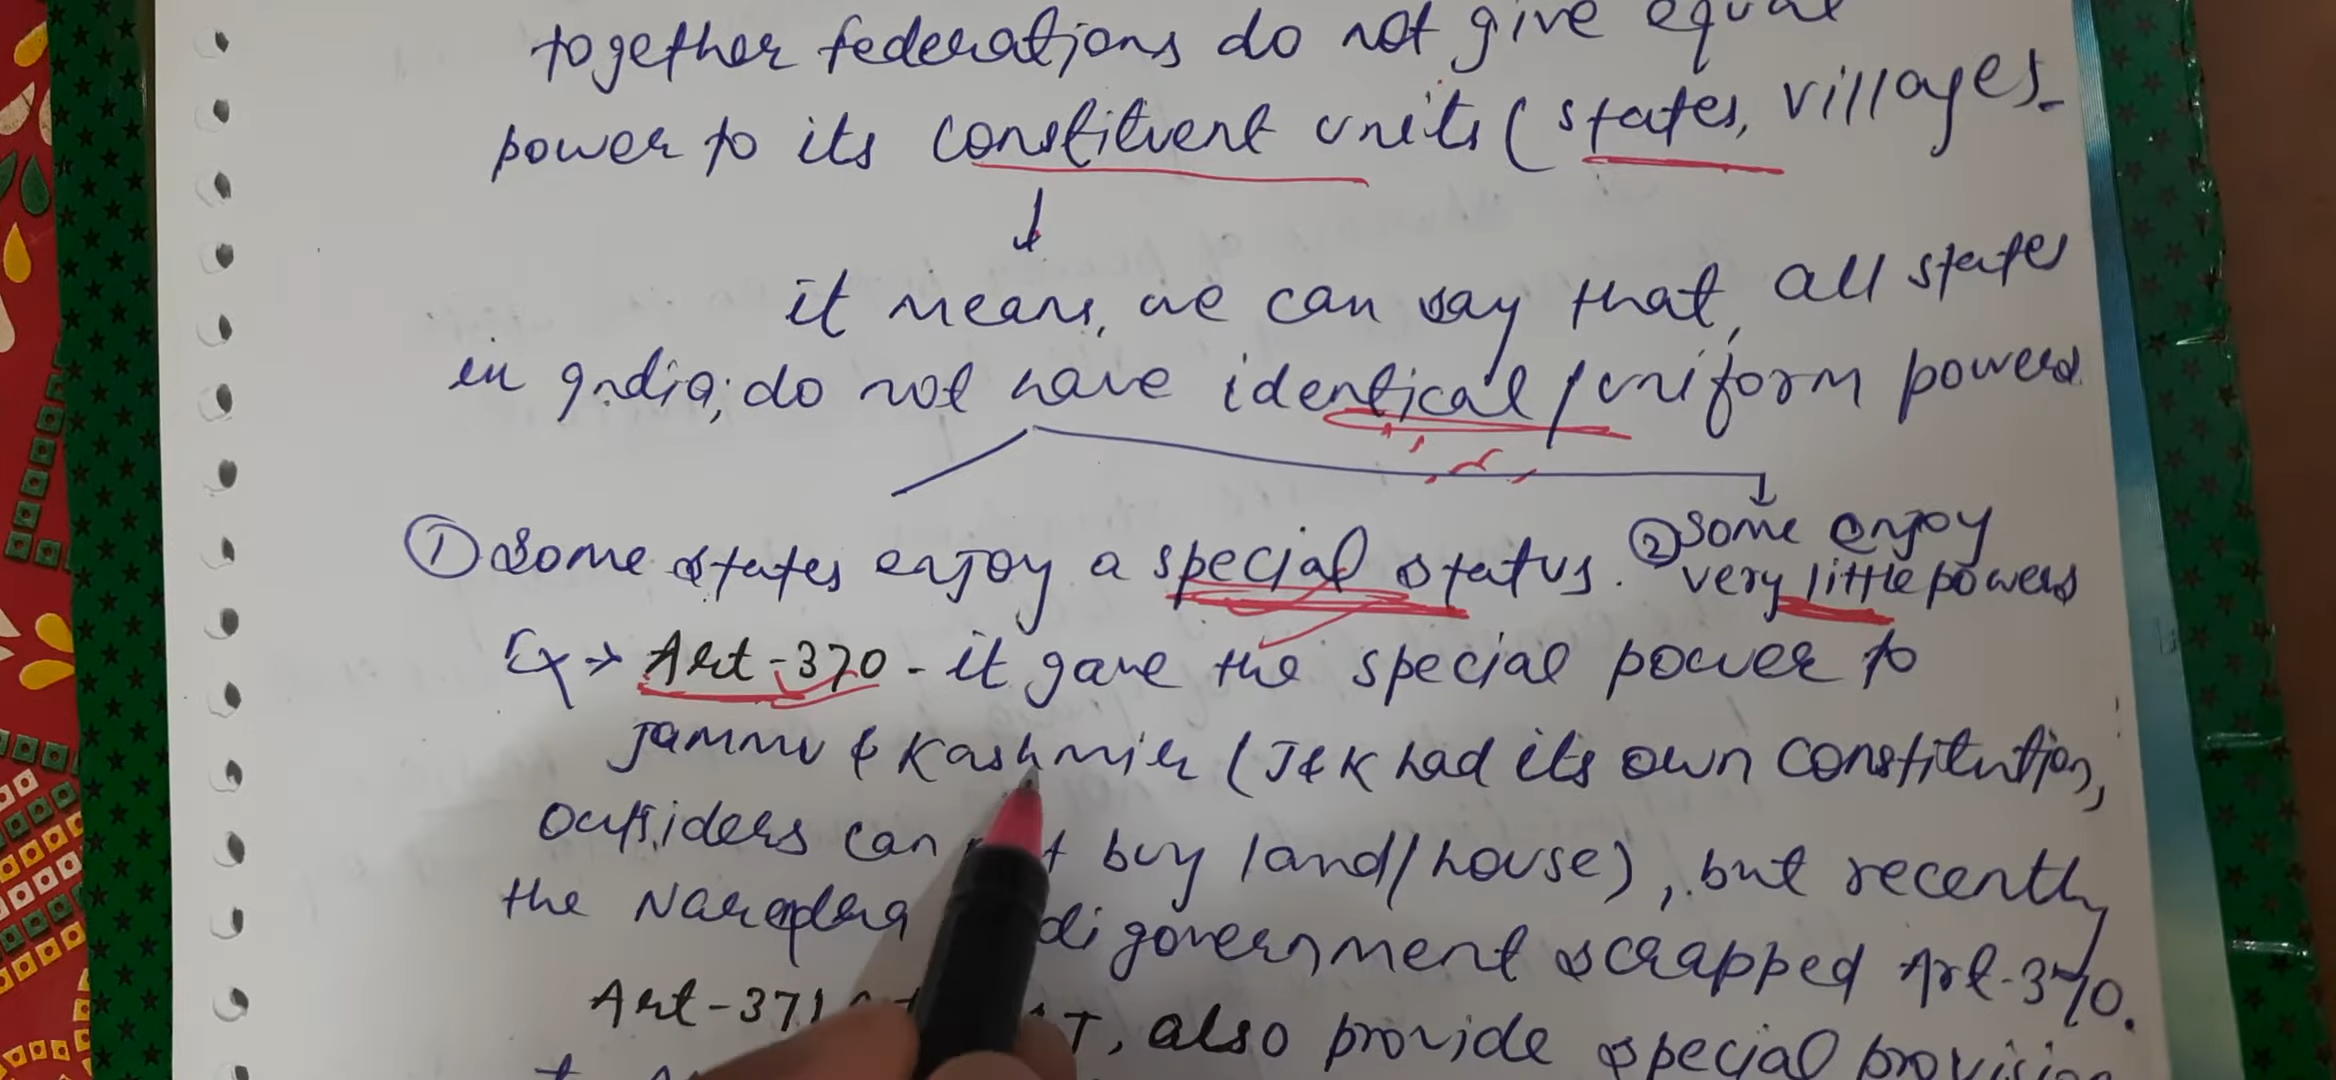 together federations do not give equal
power to its constituent units (states, villages.
it means, we can say that, all states
in India; do not have identical/uniform powers
① Some states enjoy a special status. ② Some enjoy
very little powers
Ex → Art-370 - it gave the special power to
Jammu & Kashmir (J&K had its own constitution,
outsiders can buy land/house), but recently
the government scrapped Art-370.
Art-371 also provide special